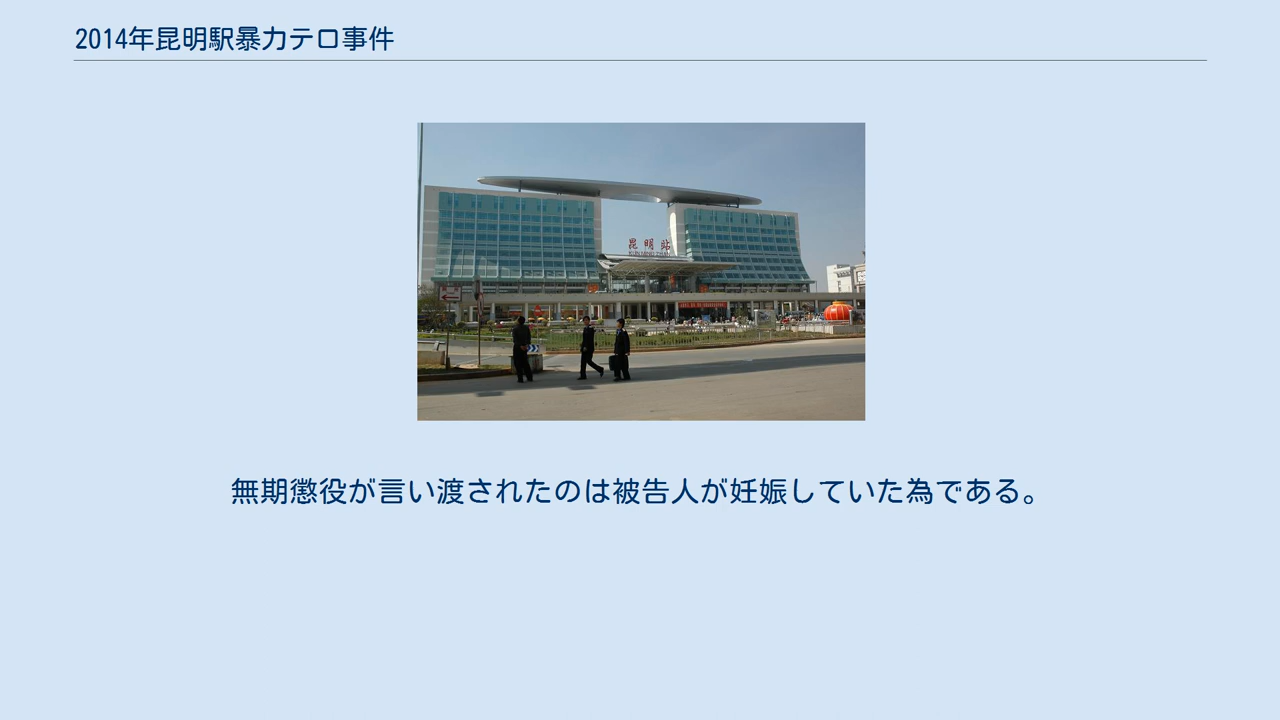 2014年昆明駅暴力テロ事件
昆明站
無期懲役が言い渡されたのは被告人が妊娠していた為である。